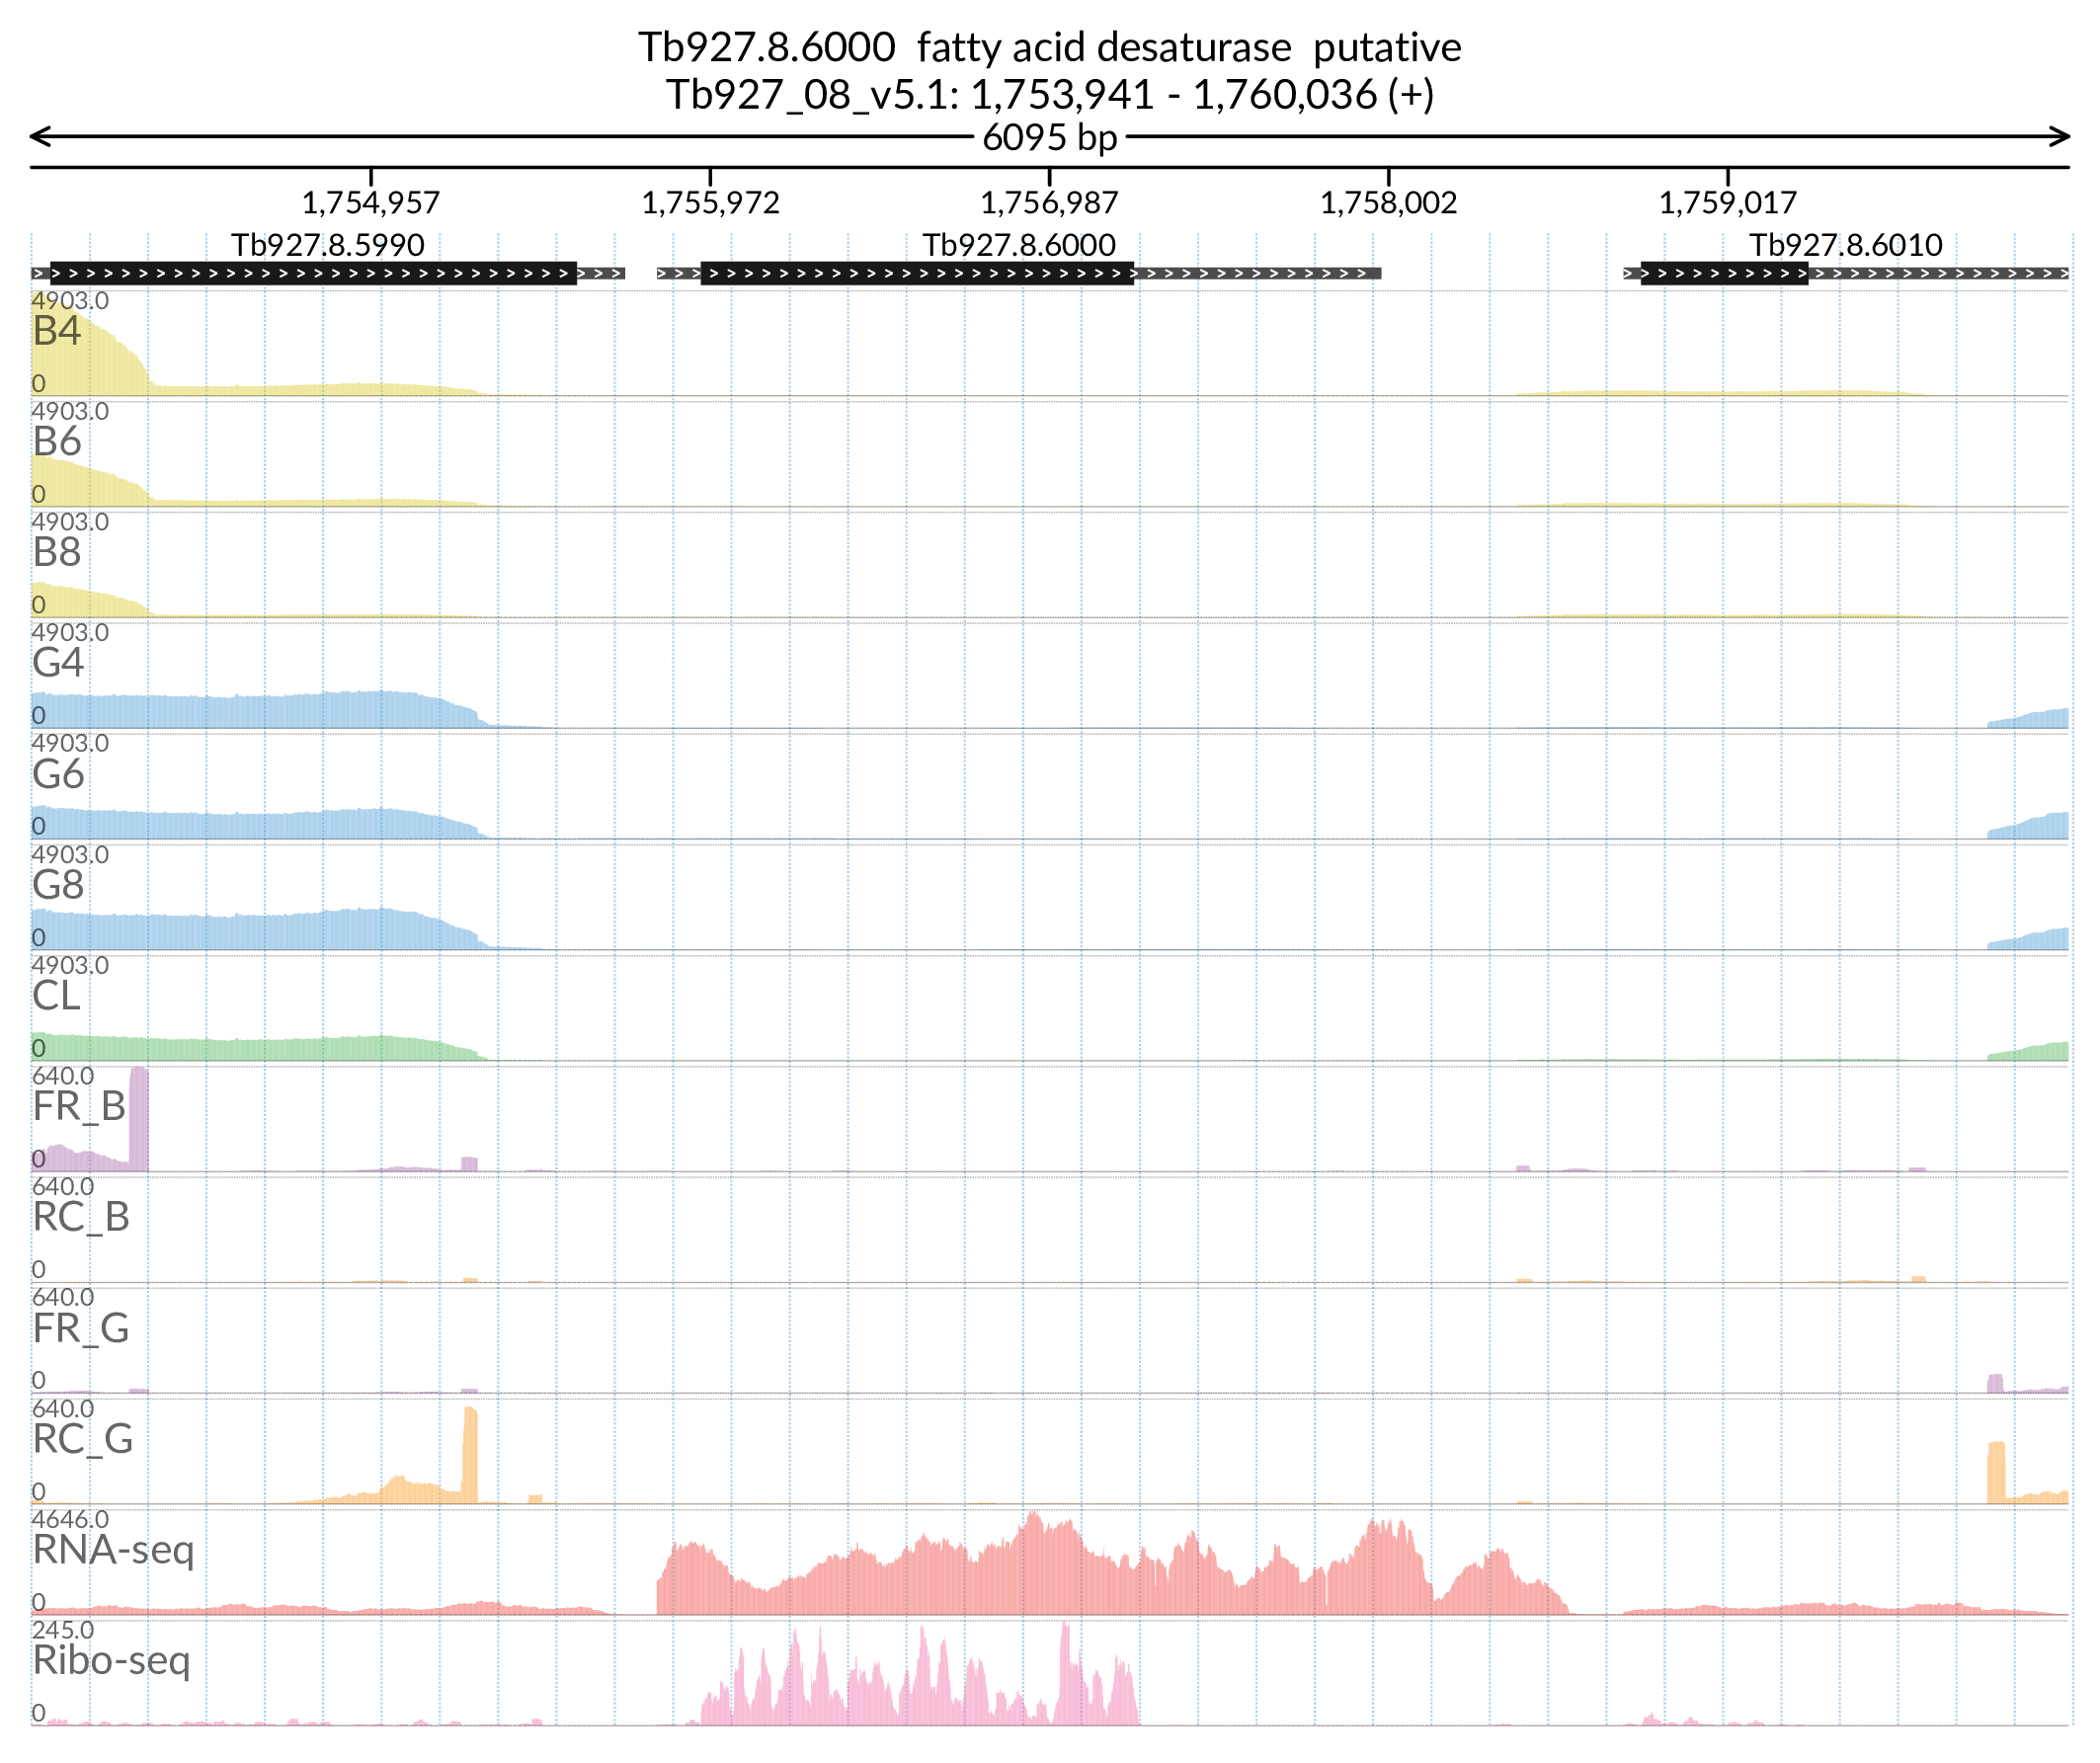 Tb927.8.6000 fatty acid desaturase putative
Tb927_08_v5.1: 1,753,941 - 1,760,036 (+)
6095 bp
1,754,957 1,755,972 1,756,987 1,758,002 1,759,017
Tb927.8.5990 Tb927.8.6000 Tb927.8.6010
4903.0
B4
0
4903.0
B6
0
4903.0
B8
0
4903.0
G4
0
4903.0
G6
0
4903.0
G8
0
4903.0
CL
0
640.0
FR_B
0
640.0
RC_B
0
640.0
FR_G
0
640.0
RC_G
0
4646.0
RNA-seq
0
245.0
Ribo-seq
0